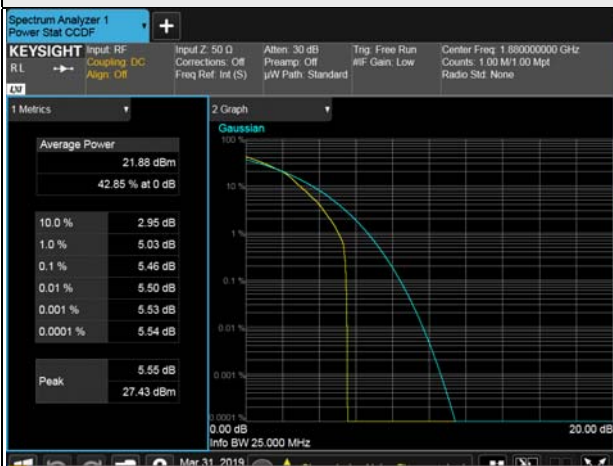 Spectrum Analyzer 1
Power Stat CCDF
KEYSIGHT
RL
LXI
Input: RF
Coupling: DC
Align: Off
Input Z: 50 Ω
Corrections: Off
Freq Ref: Int (S)
Atten: 30 dB
Preamp: Off
µW Path: Standard
Trig: Free Run
#IF Gain: Low
Center Freq: 1.880000000 GHz
Counts: 1.00 M/1.00 Mpt
Radio Std: None
1 Metrics
Average Power
21.88 dBm
42.85 % at 0 dB
10.0 % 2.95 dB
1.0 % 5.03 dB
0.1 % 5.46 dB
0.01 % 5.50 dB
0.001 % 5.53 dB
0.0001 % 5.54 dB
Peak
5.55 dB
27.43 dBm
2 Graph
Gaussian
100 %
10 %
1 %
0.1 %
0.01 %
0.001 %
0.0001 %
0.00 dB 20.00 dB
Info BW 25.000 MHz
Mar 31, 2019